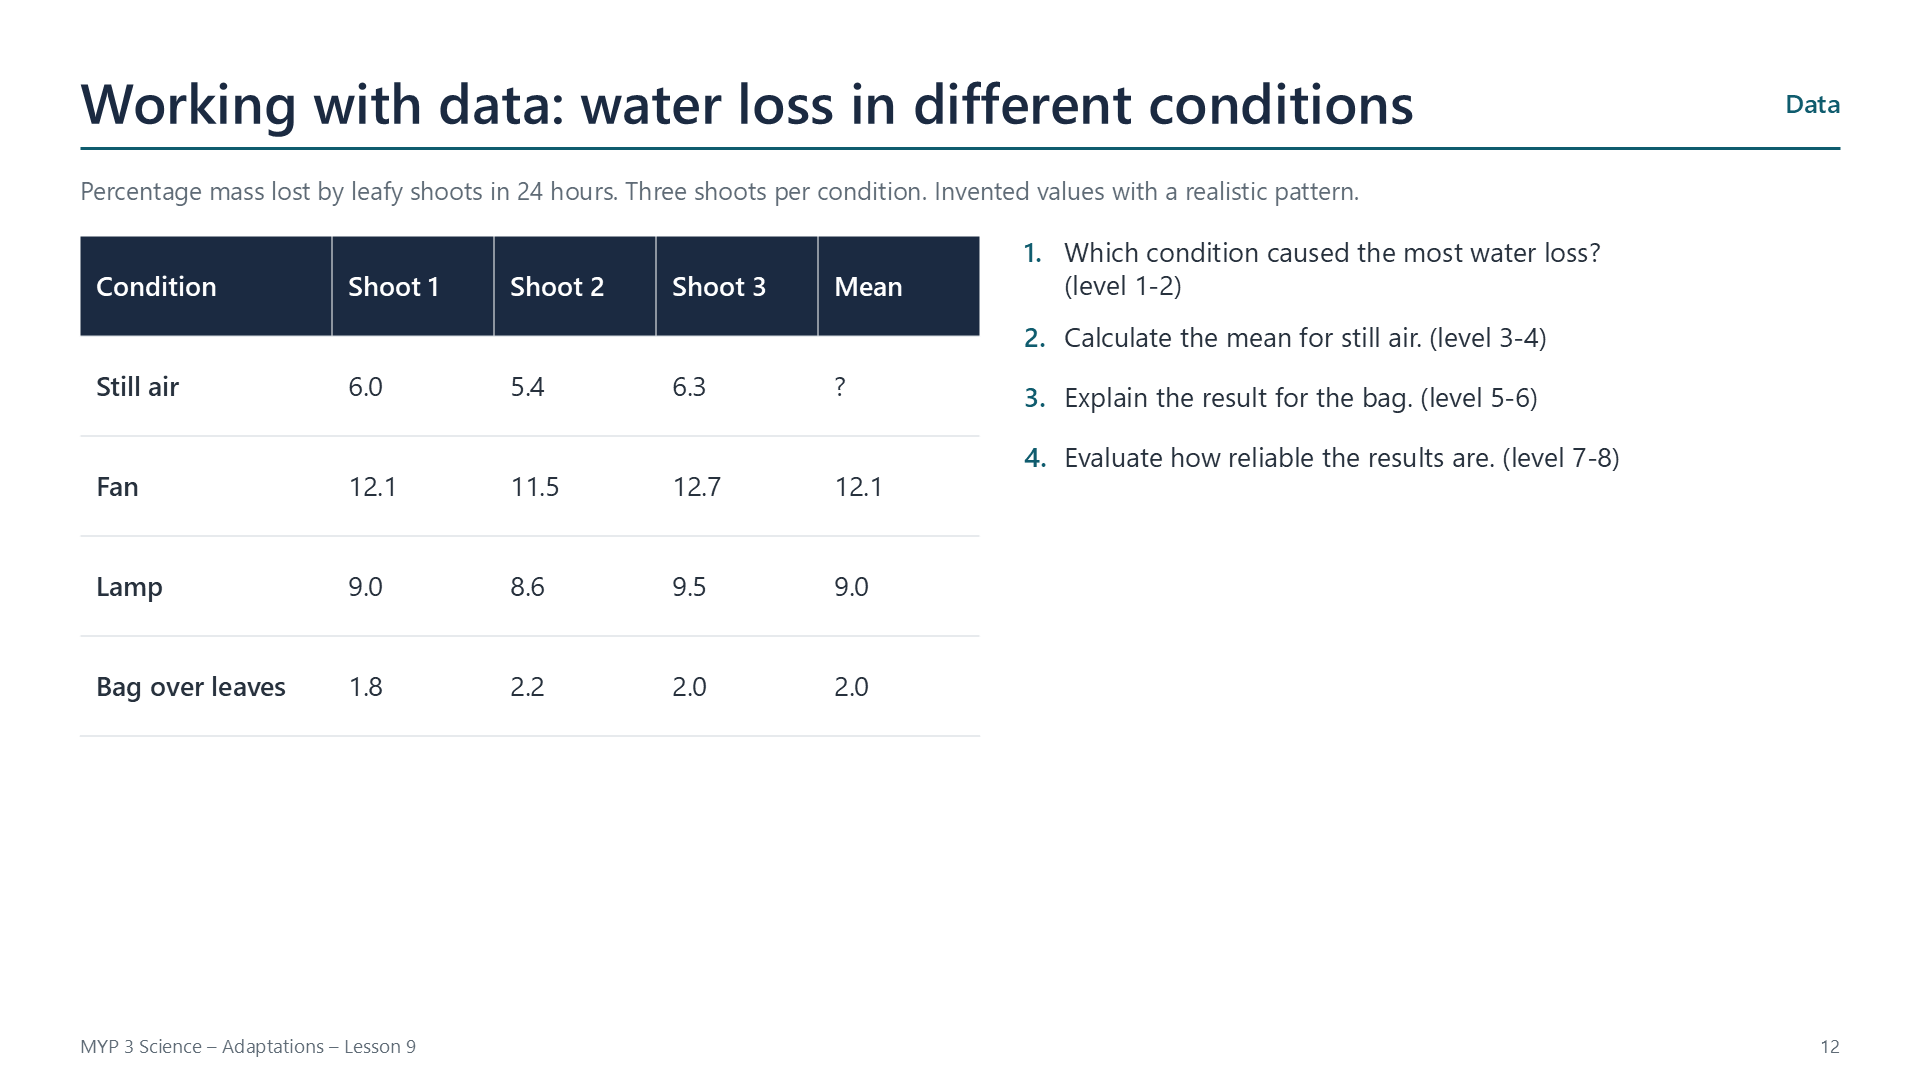 Working with data: water loss in different conditions
Data
Percentage mass lost by leafy shoots in 24 hours. Three shoots per condition. Invented values with a realistic pattern.
Condition Shoot 1 Shoot 2 Shoot 3 Mean
Still air 6.0 5.4 6.3 ?
Fan 12.1 11.5 12.7 12.1
Lamp 9.0 8.6 9.5 9.0
Bag over leaves 1.8 2.2 2.0 2.0
1. Which condition caused the most water loss?
(level 1-2)
2. Calculate the mean for still air. (level 3-4)
3. Explain the result for the bag. (level 5-6)
4. Evaluate how reliable the results are. (level 7-8)
MYP 3 Science – Adaptations – Lesson 9
12